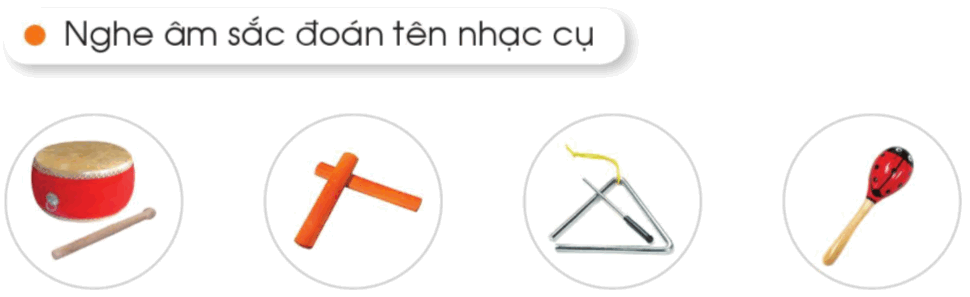 Nghe âm sắc đoán tên nhạc cụ